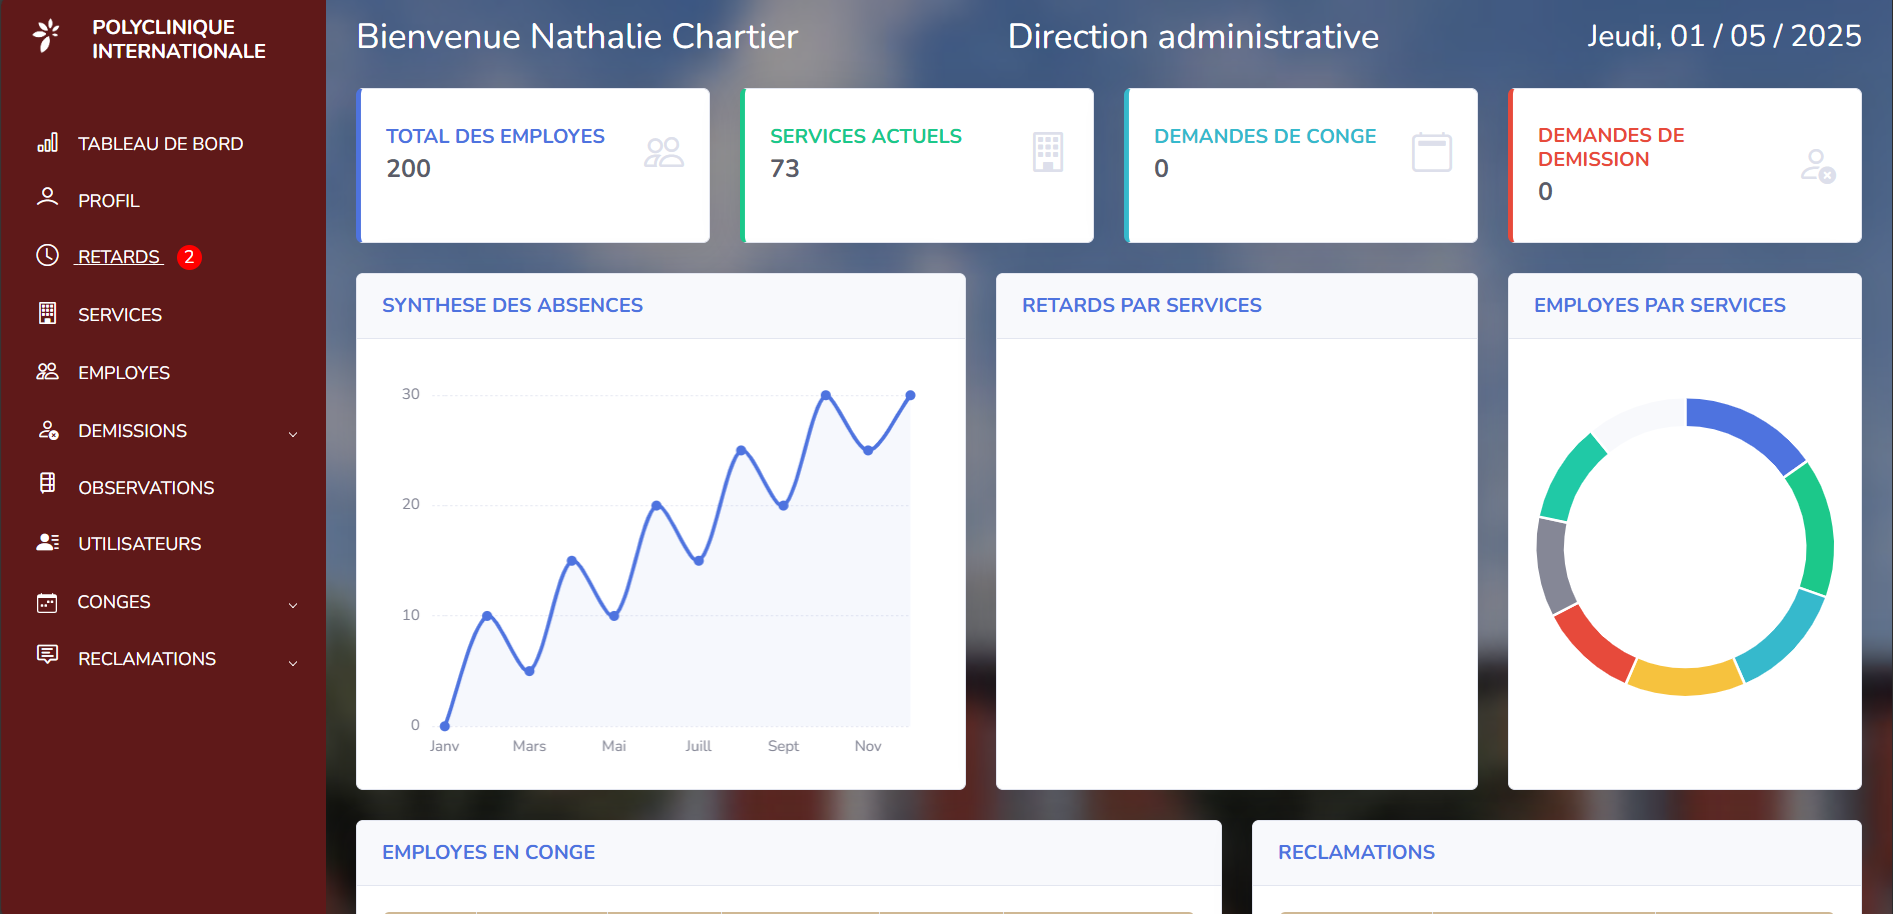 POLYCLINIQUE
INTERNATIONALE
TABLEAU DE BORD
PROFIL
RETARDS 2
SERVICES
EMPLOYES
DEMISSIONS
OBSERVATIONS
UTILISATEURS
CONGES
RECLAMATIONS
Bienvenue Nathalie Chartier
Direction administrative
Jeudi, 01 / 05 / 2025
TOTAL DES EMPLOYES
200
SERVICES ACTUELS
73
DEMANDES DE CONGE
0
DEMANDES DE
DEMISSION
0
SYNTHESE DES ABSENCES
30
20
10
0
Janv Mars Mai Juill Sept Nov
RETARDS PAR SERVICES
EMPLOYES PAR SERVICES
EMPLOYES EN CONGE
RECLAMATIONS